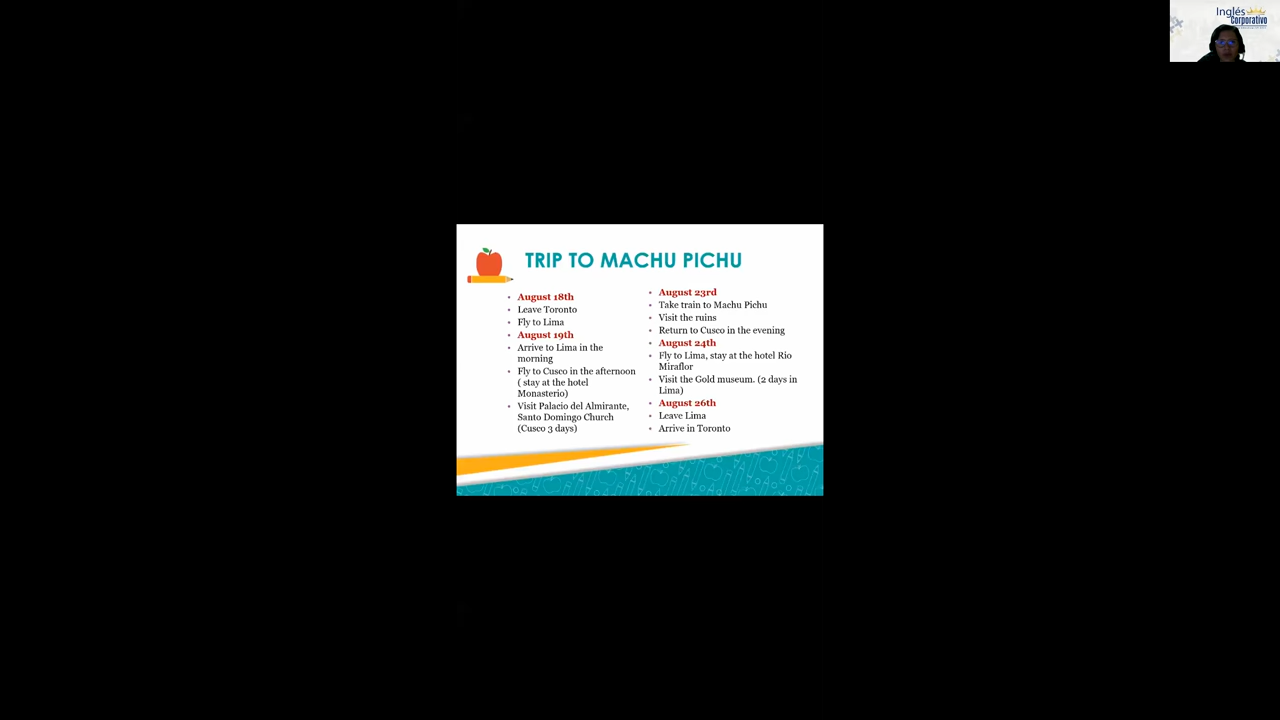 Inglés
Corporativo
TRIP TO MACHU PICHU
August 18th
Leave Toronto
Fly to Lima
August 19th
Arrive to Lima in the
morning
Fly to Cusco in the afternoon
( stay at the hotel
Monasterio)
Visit Palacio del Almirante,
Santo Domingo Church
(Cusco 3 days)
August 23rd
Take train to Machu Pichu
Visit the ruins
Return to Cusco in the evening
August 24th
Fly to Lima, stay at the hotel Rio
Miraflor
Visit the Gold museum. (2 days in
Lima)
August 26th
Leave Lima
Arrive in Toronto